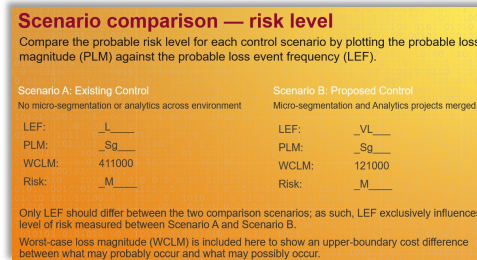 Scenario comparison — risk level
Compare the probable risk level for each control scenario by plotting the probable loss
magnitude (PLM) against the probable loss event frequency (LEF).
Scenario A: Existing Control
No micro-segmentation or analytics across environment
LEF: _L____
PLM: _Sg___
WCLM: 411000
Risk: _M____
Scenario B: Proposed Control
Micro-segmentation and Analytics projects merged
LEF: _VL___
PLM: _Sg___
WCLM: 121000
Risk: _M____
Only LEF should differ between the two comparison scenarios; as such, LEF exclusively influences
level of risk measured between Scenario A and Scenario B.
Worst-case loss magnitude (WCLM) is included here to show an upper-boundary cost difference
between what may probably occur and what may possibly occur.